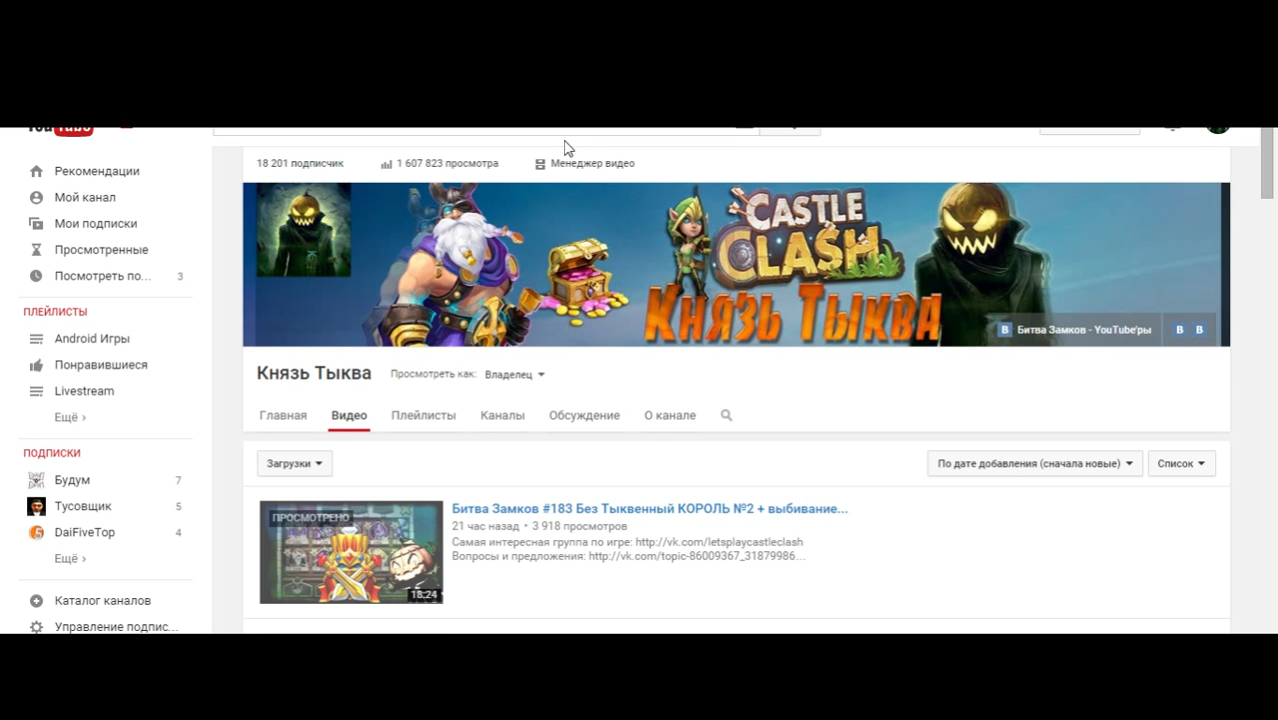 18 201 подписчик
1 607 823 просмотра
Менеджер видео
Рекомендации
Мой канал
Мои подписки
Просмотренные
Посмотреть по... 3
ПЛЕЙЛИСТЫ
Android Игры
Понравившиеся
Livestream
Ещё ›
ПОДПИСКИ
Будум 7
Тусовщик 5
DaiFiveTop 4
Ещё ›
Каталог каналов
Управление подпис...
CASTLE
CLASH
Князь Тыква
B Битва Замков - YouTube'ры B B
Князь Тыква
Просмотреть как: Владелец
Главная Видео Плейлисты Каналы Обсуждение О канале
Загрузки
По дате добавления (сначала новые)
Список
ПРОСМОТРЕНО
18:24
Битва Замков #183 Без Тыквенный КОРОЛЬ №2 + выбивание...
21 час назад • 3 918 просмотров
Самая интересная группа по игре: http://vk.com/letsplaycastleclash
Вопросы и предложения: http://vk.com/topic-86009367_31879986...